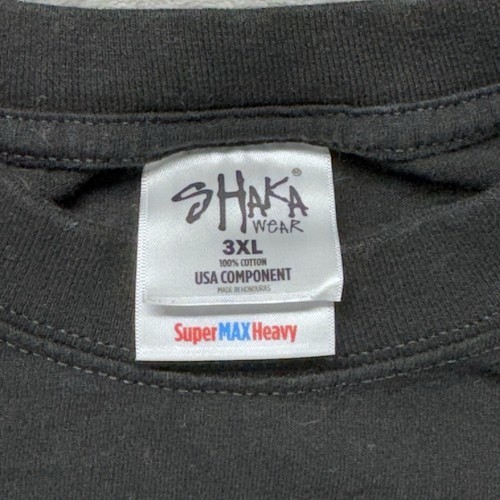 SHAKA®
WEAR
3XL
100% COTTON
USA COMPONENT
MADE IN HONDURAS
SuperMAXHeavy